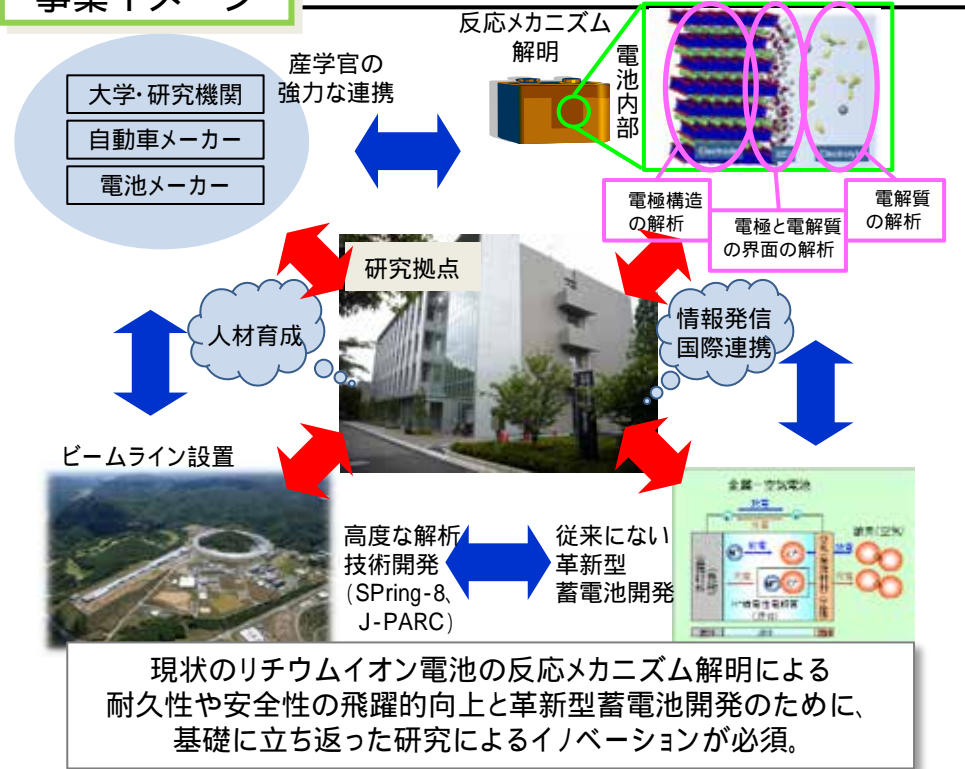 事業イメージ
大学・研究機関
自動車メーカー
電池メーカー
産学官の
強力な連携
反応メカニズム
解明
電池内部
電極構造
の解析
電極と電解質
の界面の解析
電解質
の解析
研究拠点
人材育成
情報発信
国際連携
ビームライン設置
高度な解析
技術開発
(SPring-8、
J-PARC)
従来にない
革新型
蓄電池開発
金属－空気電池
現状のリチウムイオン電池の反応メカニズム解明による
耐久性や安全性の飛躍的向上と革新型蓄電池開発のために、
基礎に立ち返った研究によるイノベーションが必須。